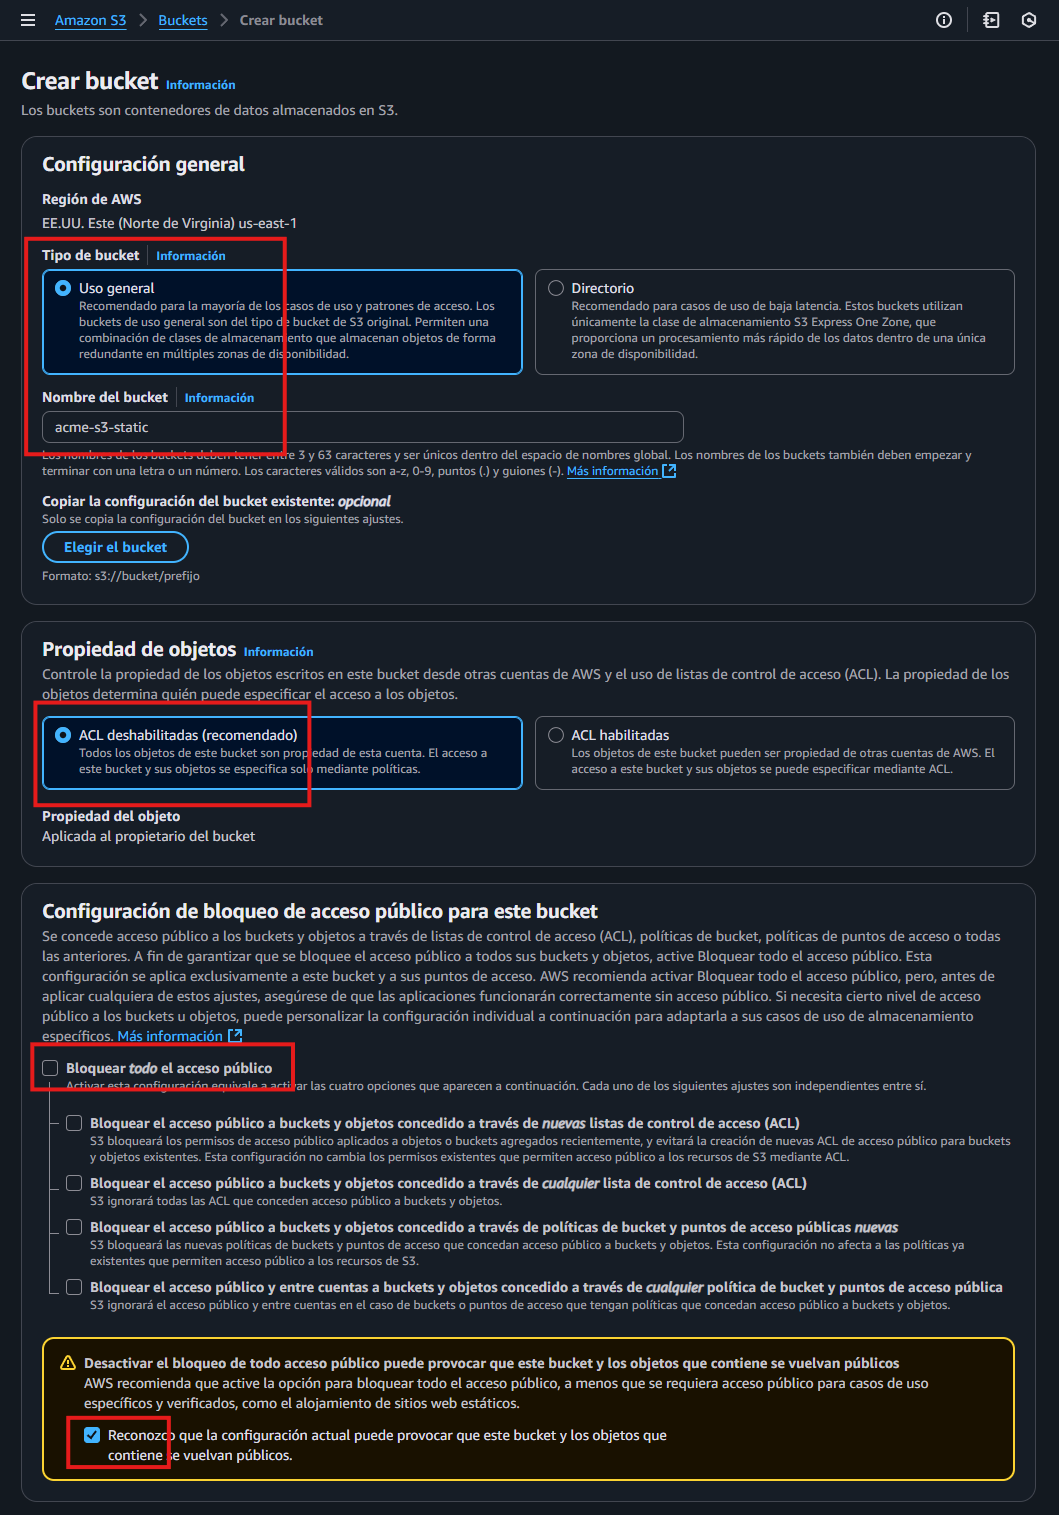 Amazon S3 > Buckets > Crear bucket
Crear bucket Información
Los buckets son contenedores de datos almacenados en S3.
Configuración general
Región de AWS
EE.UU. Este (Norte de Virginia) us-east-1
Tipo de bucket Información
Uso general
Recomendado para la mayoría de los casos de uso y patrones de acceso. Los
buckets de uso general son del tipo de bucket de S3 original. Permiten una
combinación de clases de almacenamiento que almacenan objetos de forma
redundante en múltiples zonas de disponibilidad.
Directorio
Recomendado para casos de uso de baja latencia. Estos buckets utilizan
únicamente la clase de almacenamiento S3 Express One Zone, que
proporciona un procesamiento más rápido de los datos dentro de una única
zona de disponibilidad.
Nombre del bucket Información
acme-s3-static
Los nombres de los buckets deben tener entre 3 y 63 caracteres y ser únicos dentro del espacio de nombres global. Los nombres de los buckets también deben empezar y
terminar con una letra o un número. Los caracteres válidos son a-z, 0-9, puntos (.) y guiones (-). Más información
Copiar la configuración del bucket existente: opcional
Solo se copia la configuración del bucket en los siguientes ajustes.
Elegir el bucket
Formato: s3://bucket/prefijo
Propiedad de objetos Información
Controle la propiedad de los objetos escritos en este bucket desde otras cuentas de AWS y el uso de listas de control de acceso (ACL). La propiedad de los
objetos determina quién puede especificar el acceso a los objetos.
ACL deshabilitadas (recomendado)
Todos los objetos de este bucket son propiedad de esta cuenta. El acceso a
este bucket y sus objetos se especifica solo mediante políticas.
ACL habilitadas
Los objetos de este bucket pueden ser propiedad de otras cuentas de AWS. El
acceso a este bucket y sus objetos se puede especificar mediante ACL.
Propiedad del objeto
Aplicada al propietario del bucket
Configuración de bloqueo de acceso público para este bucket
Se concede acceso público a los buckets y objetos a través de listas de control de acceso (ACL), políticas de bucket, políticas de puntos de acceso o todas
las anteriores. A fin de garantizar que se bloquee el acceso público a todos sus buckets y objetos, active Bloquear todo el acceso público. Esta
configuración se aplica exclusivamente a este bucket y a sus puntos de acceso. AWS recomienda activar Bloquear todo el acceso público, pero, antes de
aplicar cualquiera de estos ajustes, asegúrese de que las aplicaciones funcionarán correctamente sin acceso público. Si necesita cierto nivel de acceso
público a los buckets u objetos, puede personalizar la configuración individual a continuación para adaptarla a sus casos de uso de almacenamiento
específicos. Más información
Bloquear todo el acceso público
Activar esta configuración equivale a activar las cuatro opciones que aparecen a continuación. Cada uno de los siguientes ajustes son independientes entre sí.
Bloquear el acceso público a buckets y objetos concedido a través de nuevas listas de control de acceso (ACL)
S3 bloqueará los permisos de acceso público aplicados a objetos o buckets agregados recientemente, y evitará la creación de nuevas ACL de acceso público para buckets
y objetos existentes. Esta configuración no cambia los permisos existentes que permiten acceso público a los recursos de S3 mediante ACL.
Bloquear el acceso público a buckets y objetos concedido a través de cualquier lista de control de acceso (ACL)
S3 ignorará todas las ACL que conceden acceso público a buckets y objetos.
Bloquear el acceso público a buckets y objetos concedido a través de políticas de bucket y puntos de acceso públicas nuevas
S3 bloqueará las nuevas políticas de buckets y puntos de acceso que concedan acceso público a buckets y objetos. Esta configuración no afecta a las políticas ya
existentes que permiten acceso público a los recursos de S3.
Bloquear el acceso público y entre cuentas a buckets y objetos concedido a través de cualquier política de bucket y puntos de acceso pública
S3 ignorará el acceso público y entre cuentas en el caso de buckets o puntos de acceso que tengan políticas que concedan acceso público a buckets y objetos.
Desactivar el bloqueo de todo acceso público puede provocar que este bucket y los objetos que contiene se vuelvan públicos
AWS recomienda que active la opción para bloquear todo el acceso público, a menos que se requiera acceso público para casos de uso
específicos y verificados, como el alojamiento de sitios web estáticos.
Reconozco que la configuración actual puede provocar que este bucket y los objetos que
contiene se vuelvan públicos.